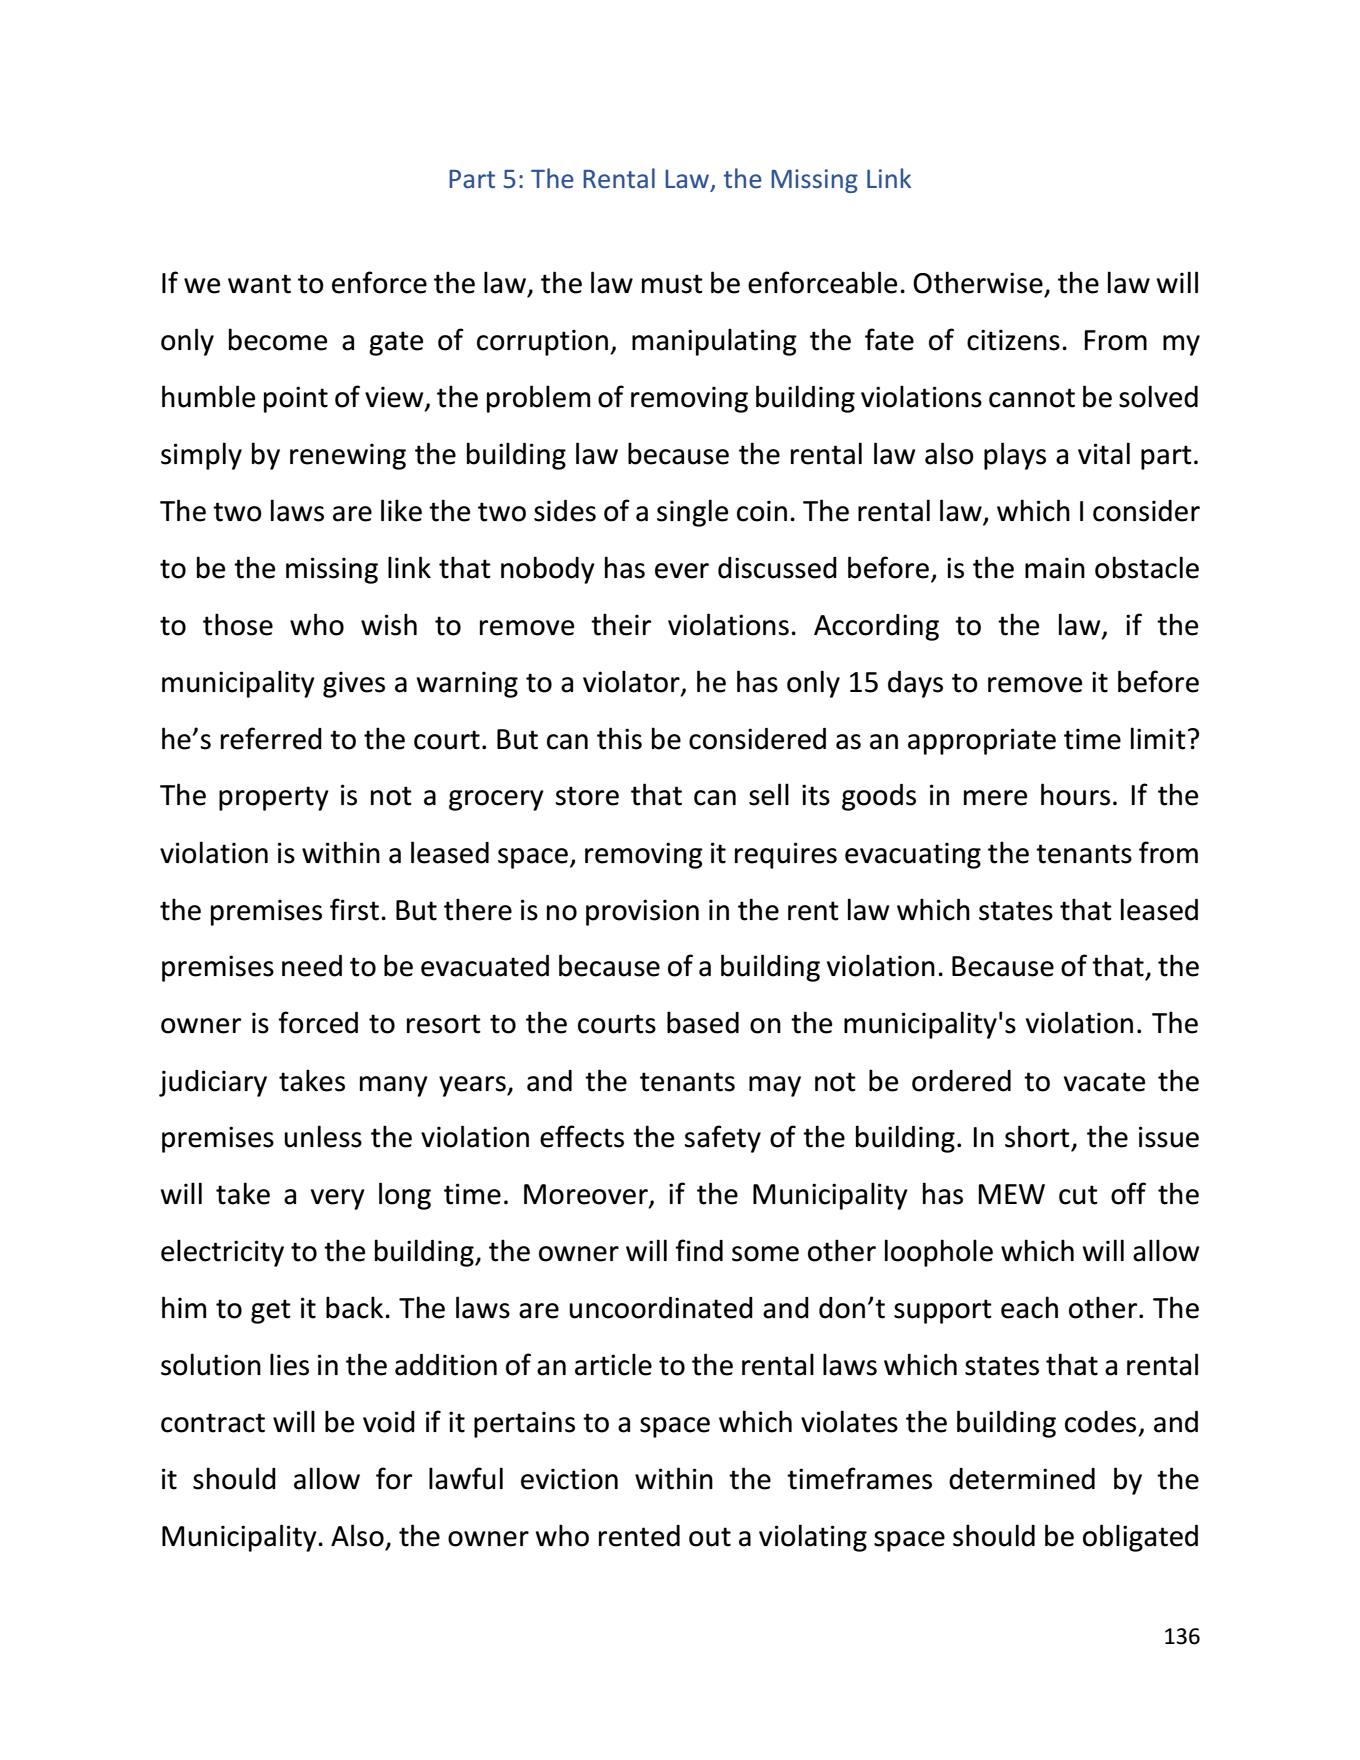 Part 5: The Rental Law, the Missing Link
If we want to enforce the law, the law must be enforceable. Otherwise, the law will
only become a gate of corruption, manipulating the fate of citizens. From my
humble point of view, the problem of removing building violations cannot be solved
simply by renewing the building law because the rental law also plays a vital part.
The two laws are like the two sides of a single coin. The rental law, which I consider
to be the missing link that nobody has ever discussed before, is the main obstacle
to those who wish to remove their violations. According to the law, if the
municipality gives a warning to a violator, he has only 15 days to remove it before
he’s referred to the court. But can this be considered as an appropriate time limit?
The property is not a grocery store that can sell its goods in mere hours. If the
violation is within a leased space, removing it requires evacuating the tenants from
the premises first. But there is no provision in the rent law which states that leased
premises need to be evacuated because of a building violation. Because of that, the
owner is forced to resort to the courts based on the municipality's violation. The
judiciary takes many years, and the tenants may not be ordered to vacate the
premises unless the violation effects the safety of the building. In short, the issue
will take a very long time. Moreover, if the Municipality has MEW cut off the
electricity to the building, the owner will find some other loophole which will allow
him to get it back. The laws are uncoordinated and don’t support each other. The
solution lies in the addition of an article to the rental laws which states that a rental
contract will be void if it pertains to a space which violates the building codes, and
it should allow for lawful eviction within the timeframes determined by the
Municipality. Also, the owner who rented out a violating space should be obligated
136